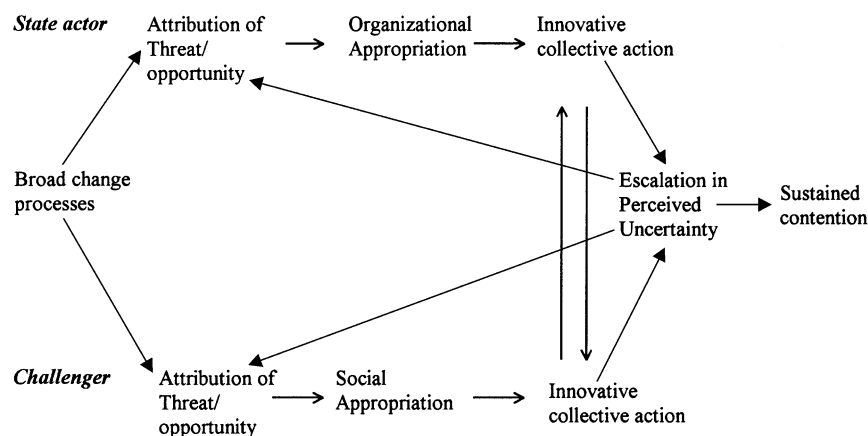 State actor
Attribution of
Threat/
opportunity
Organizational
Appropriation
Innovative
collective action
Broad change
processes
Escalation in
Perceived
Uncertainty
Sustained
contention
Challenger
Attribution of
Threat/
opportunity
Social
Appropriation
Innovative
collective action